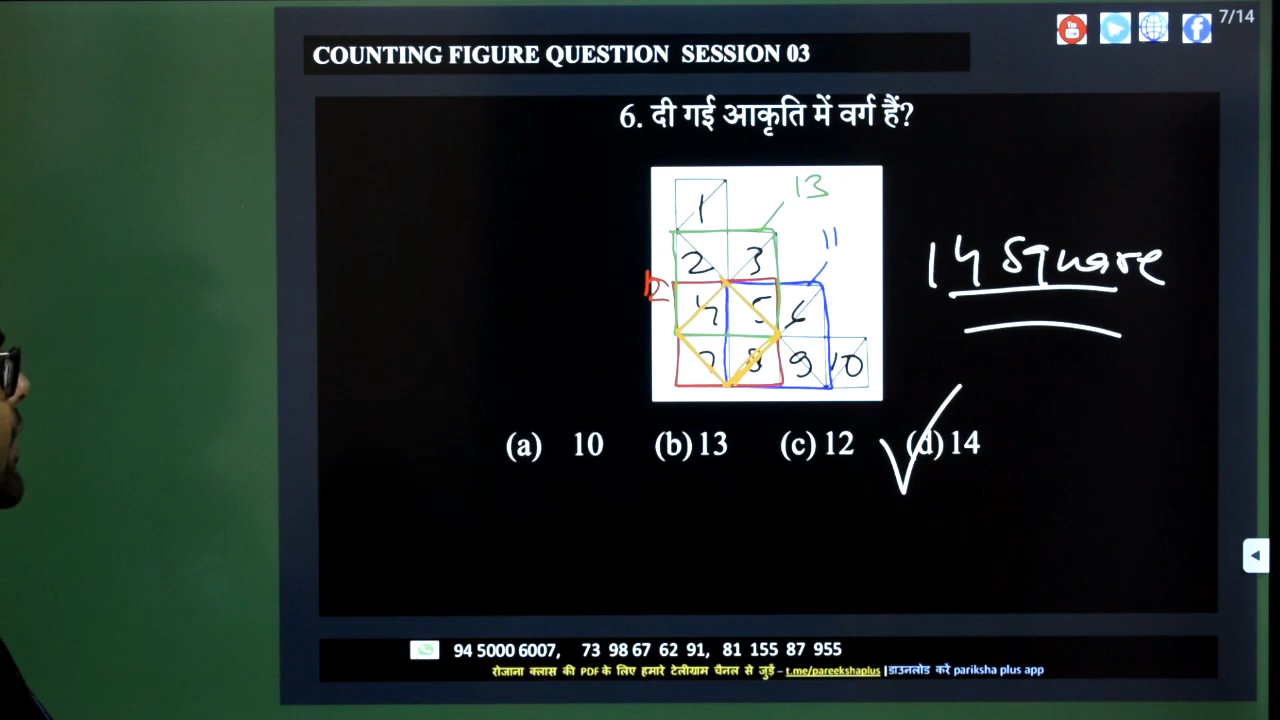 7/14
COUNTING FIGURE QUESTION SESSION 03
6. दी गई आकृति में वर्ग हैं?
1
13
2 3
11
12
4 5 6
7 8 9 10
14 Square
(a) 10 (b) 13 (c) 12 (d) 14
94 5000 6007, 73 98 67 62 91, 81 155 87 955
रोजाना क्लास की PDF के लिए हमारे टेलीग्राम चैनल से जुड़ें – t.me/pareekshaplus | डाउनलोड करें pariksha plus app